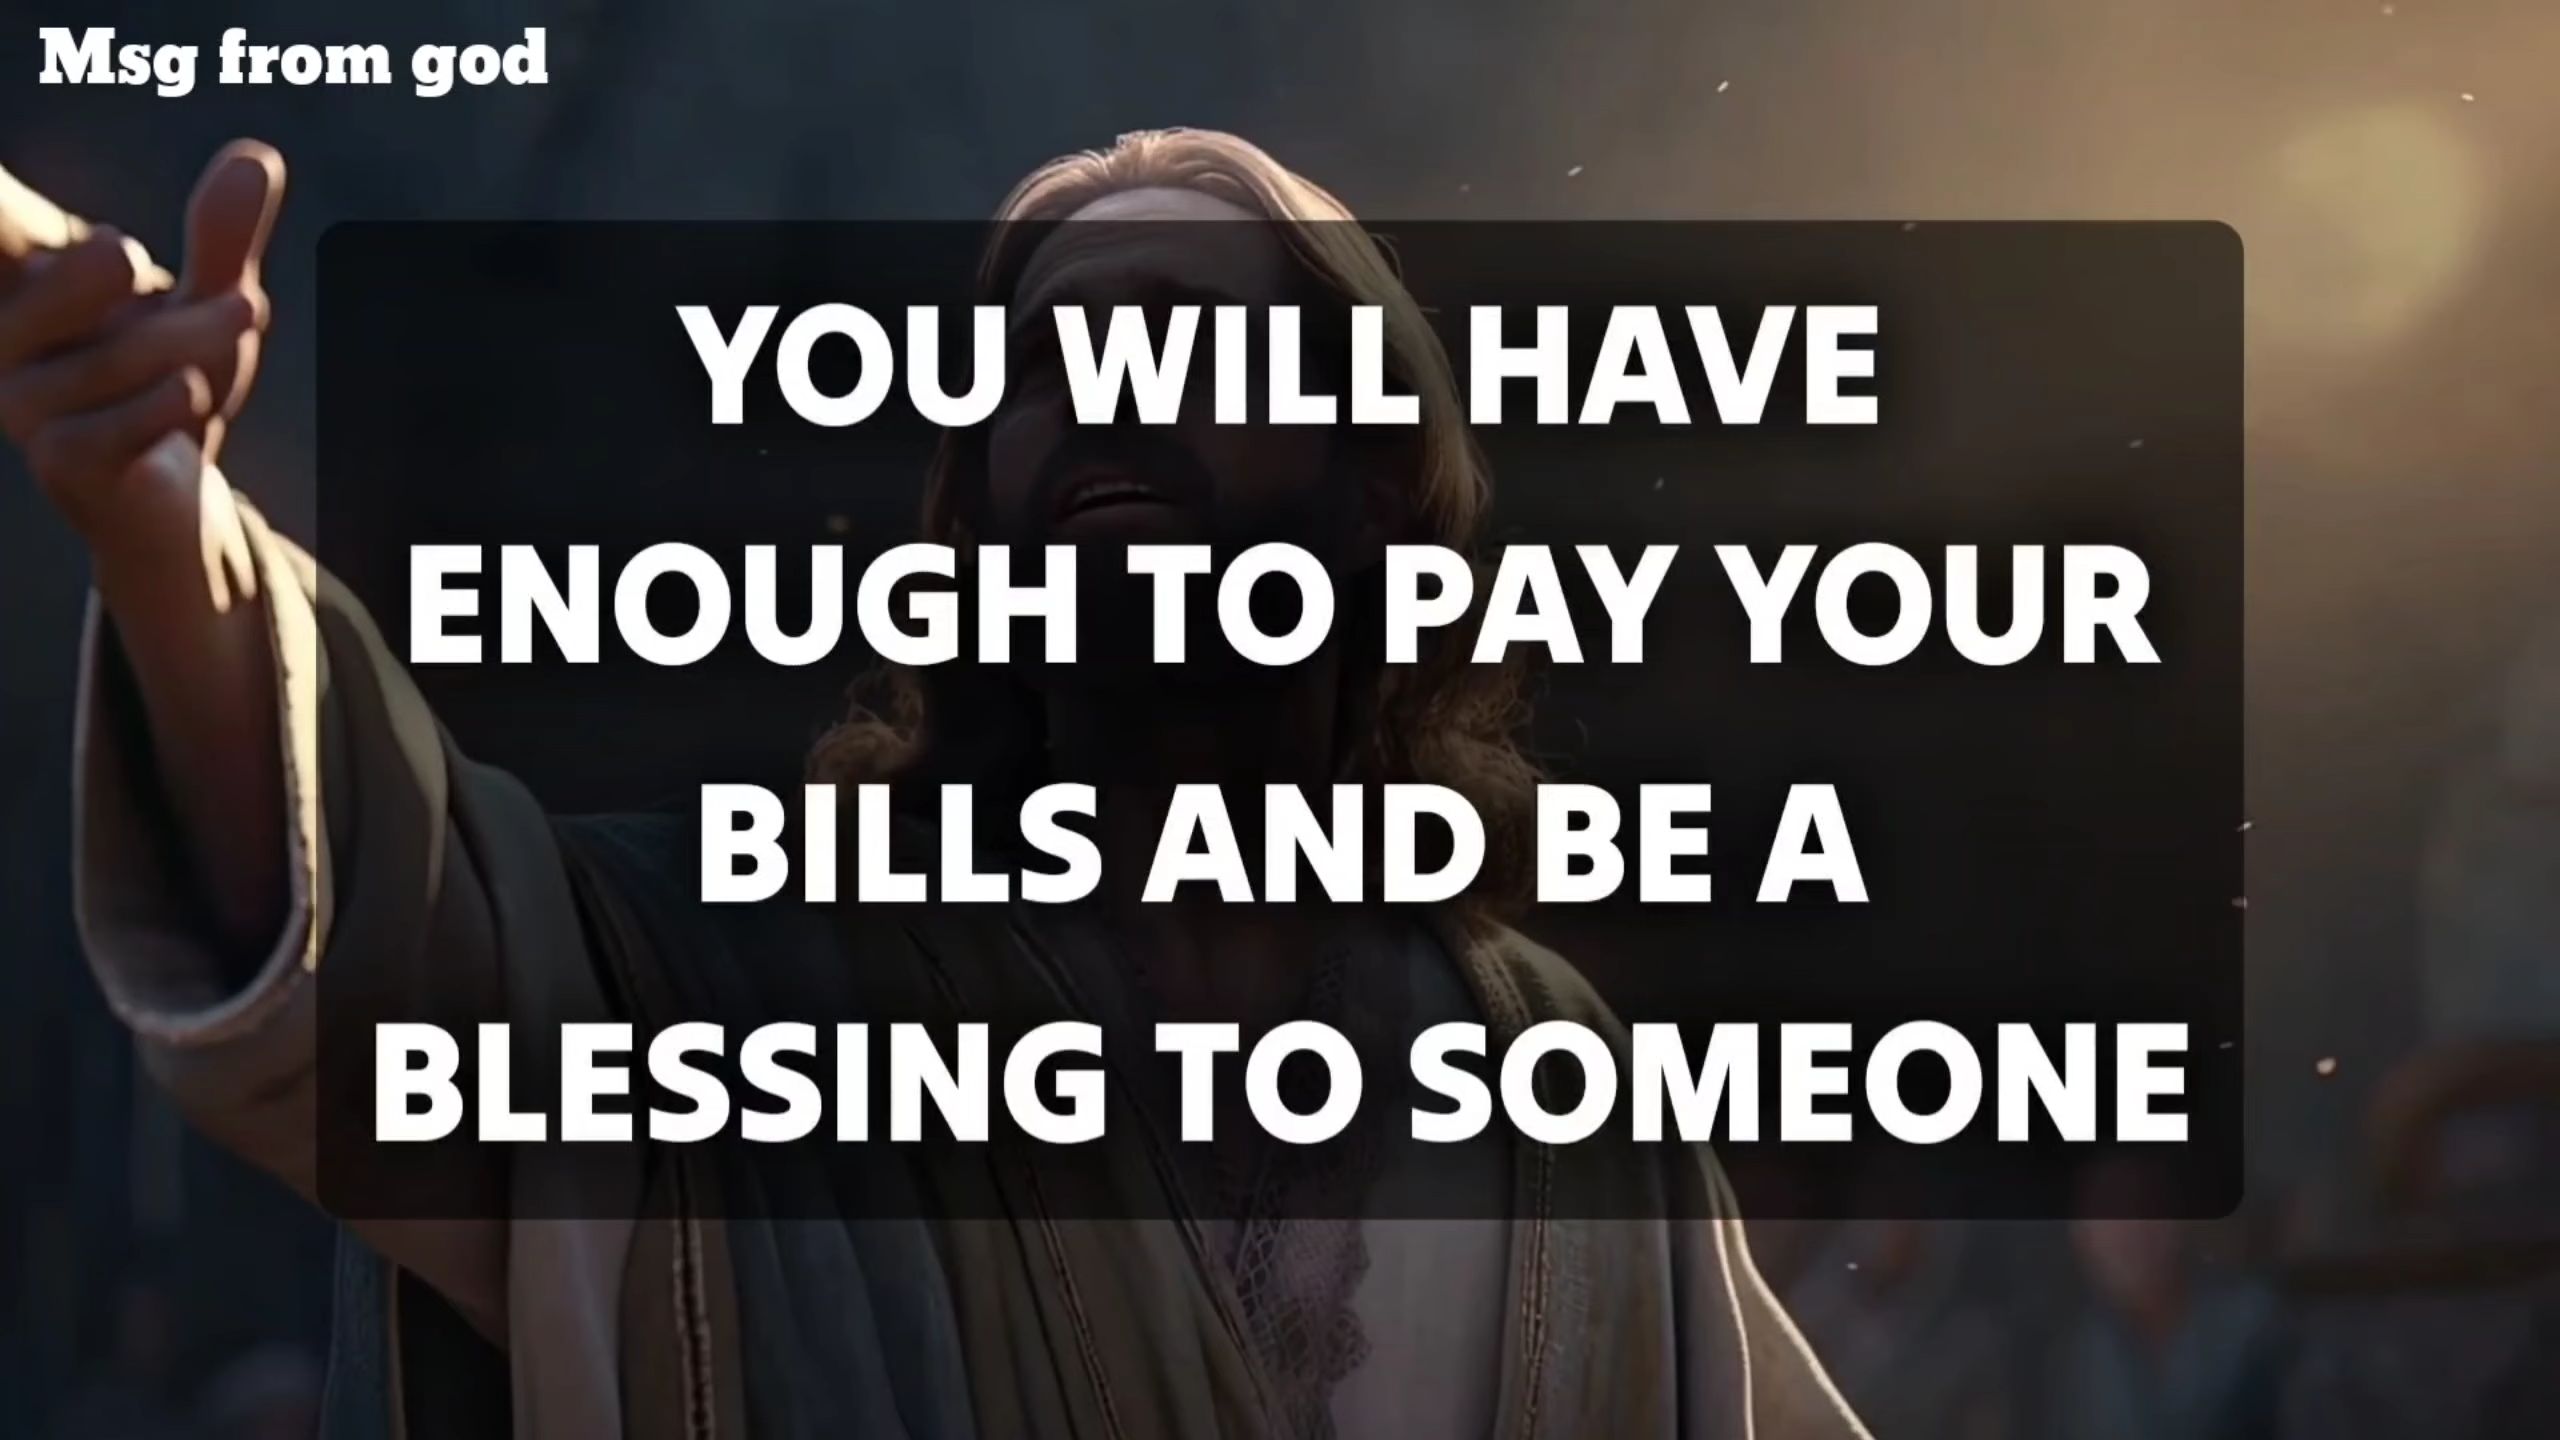 Msg from god
YOU WILL HAVE
ENOUGH TO PAY YOUR
BILLS AND BE A
BLESSING TO SOMEONE